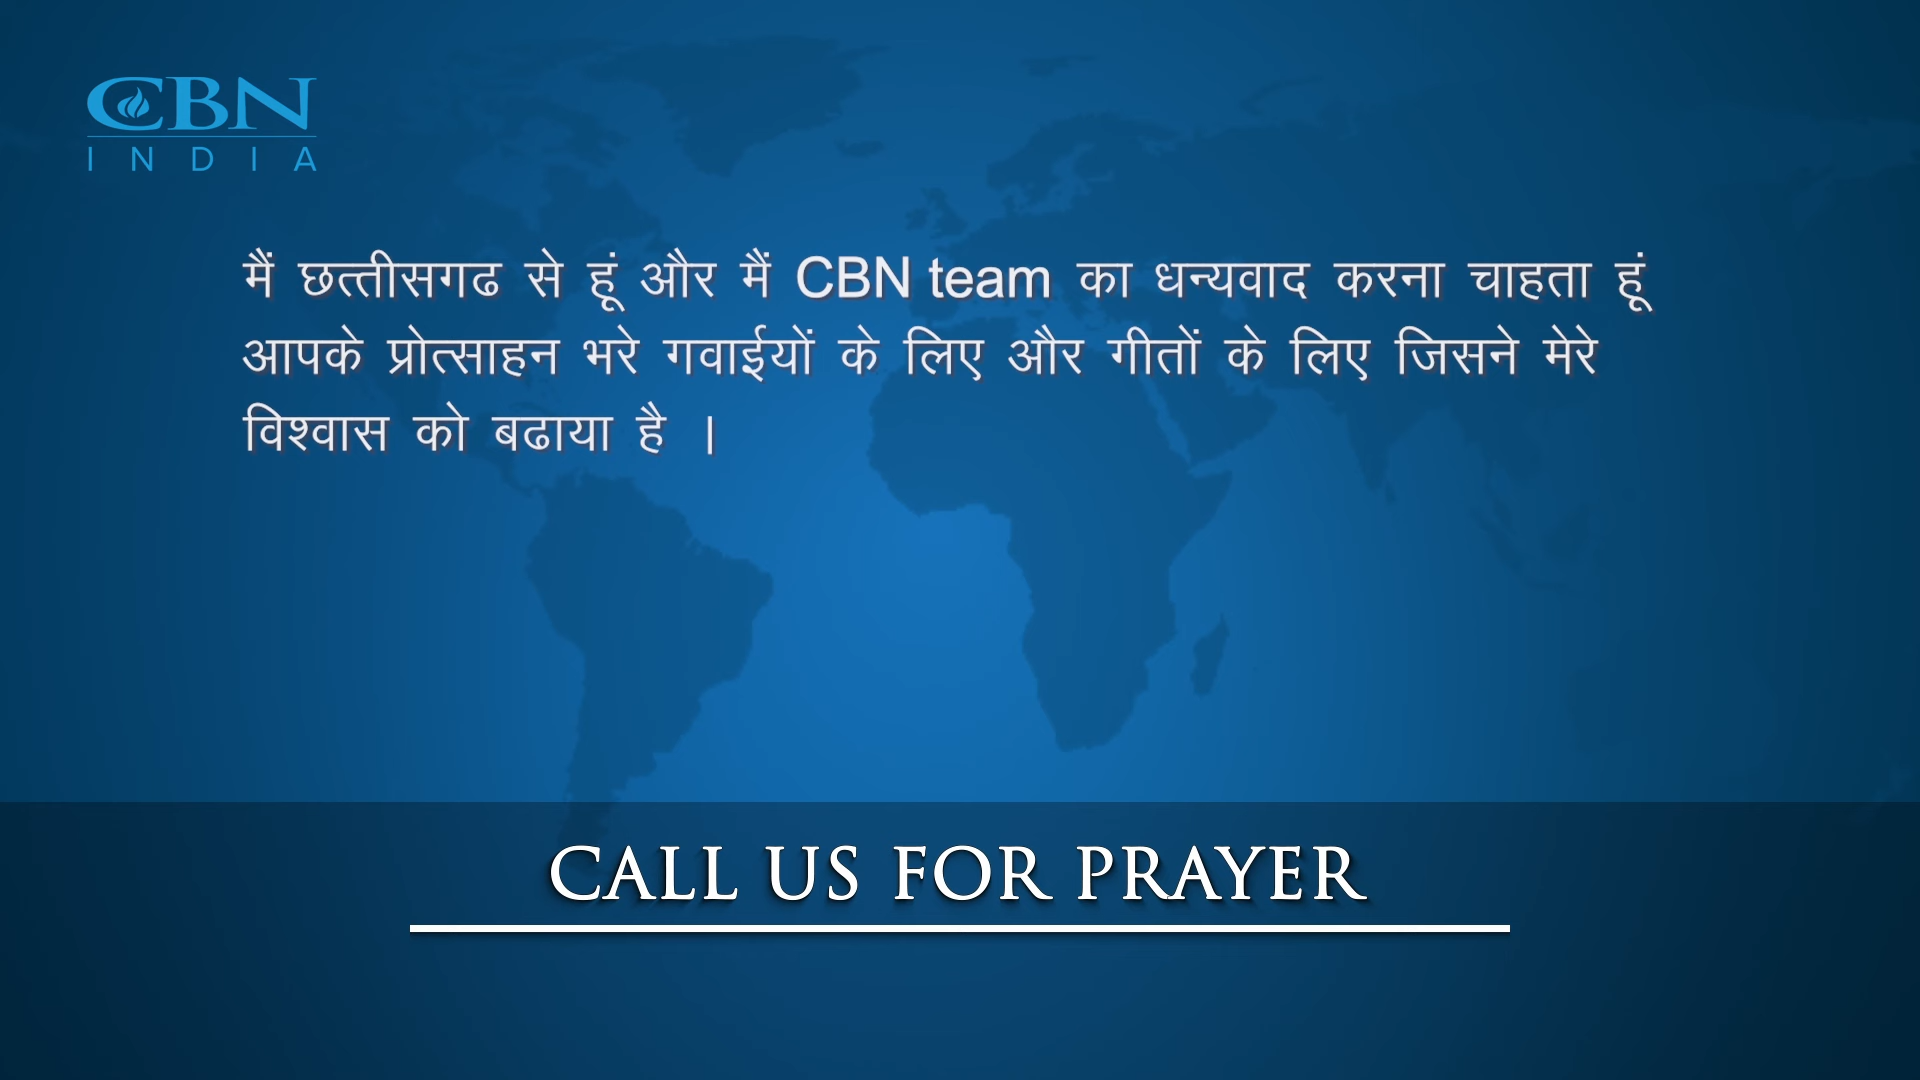 CBN
INDIA
मैं छत्तीसगढ से हूं और मैं CBN team का धन्यवाद करना चाहता हूं
आपके प्रोत्साहन भरे गवाईयों के लिए और गीतों के लिए जिसने मेरे
विश्वास को बढाया है ।
CALL US FOR PRAYER